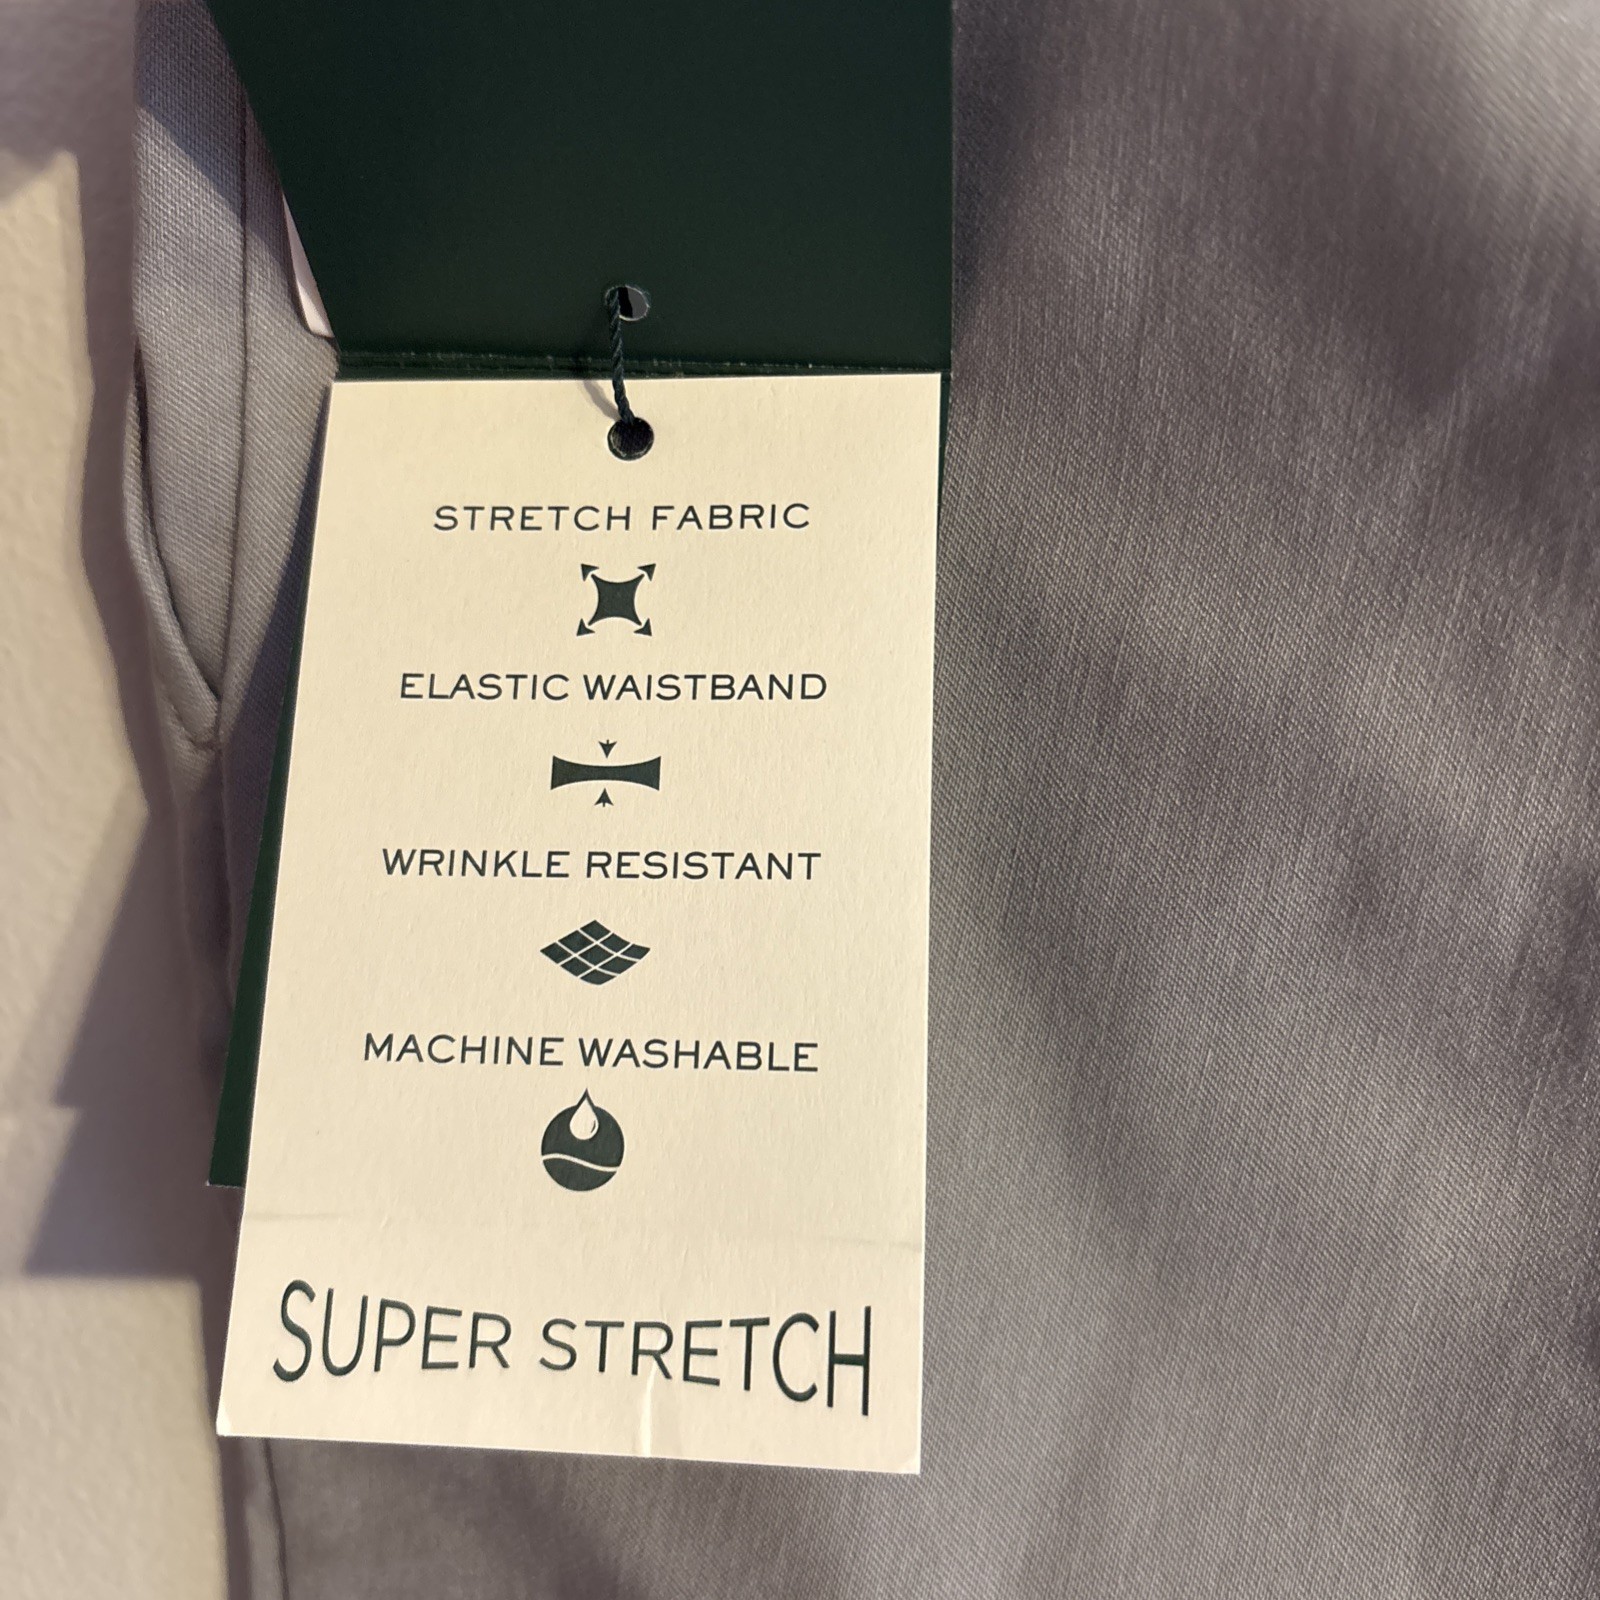 STRETCH FABRIC
ELASTIC WAISTBAND
WRINKLE RESISTANT
MACHINE WASHABLE
SUPER STRETCH